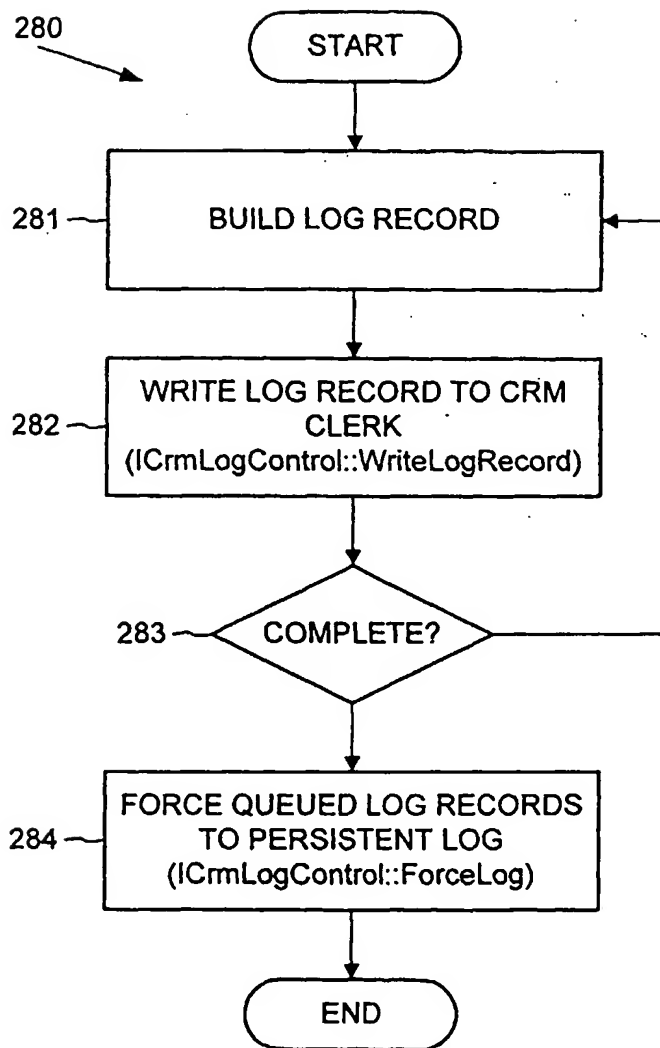 280
START
281
BUILD LOG RECORD
282
WRITE LOG RECORD TO CRM
CLERK
(ICrmLogControl::WriteLogRecord)
283
COMPLETE?
284
FORCE QUEUED LOG RECORDS
TO PERSISTENT LOG
(ICrmLogControl::ForceLog)
END